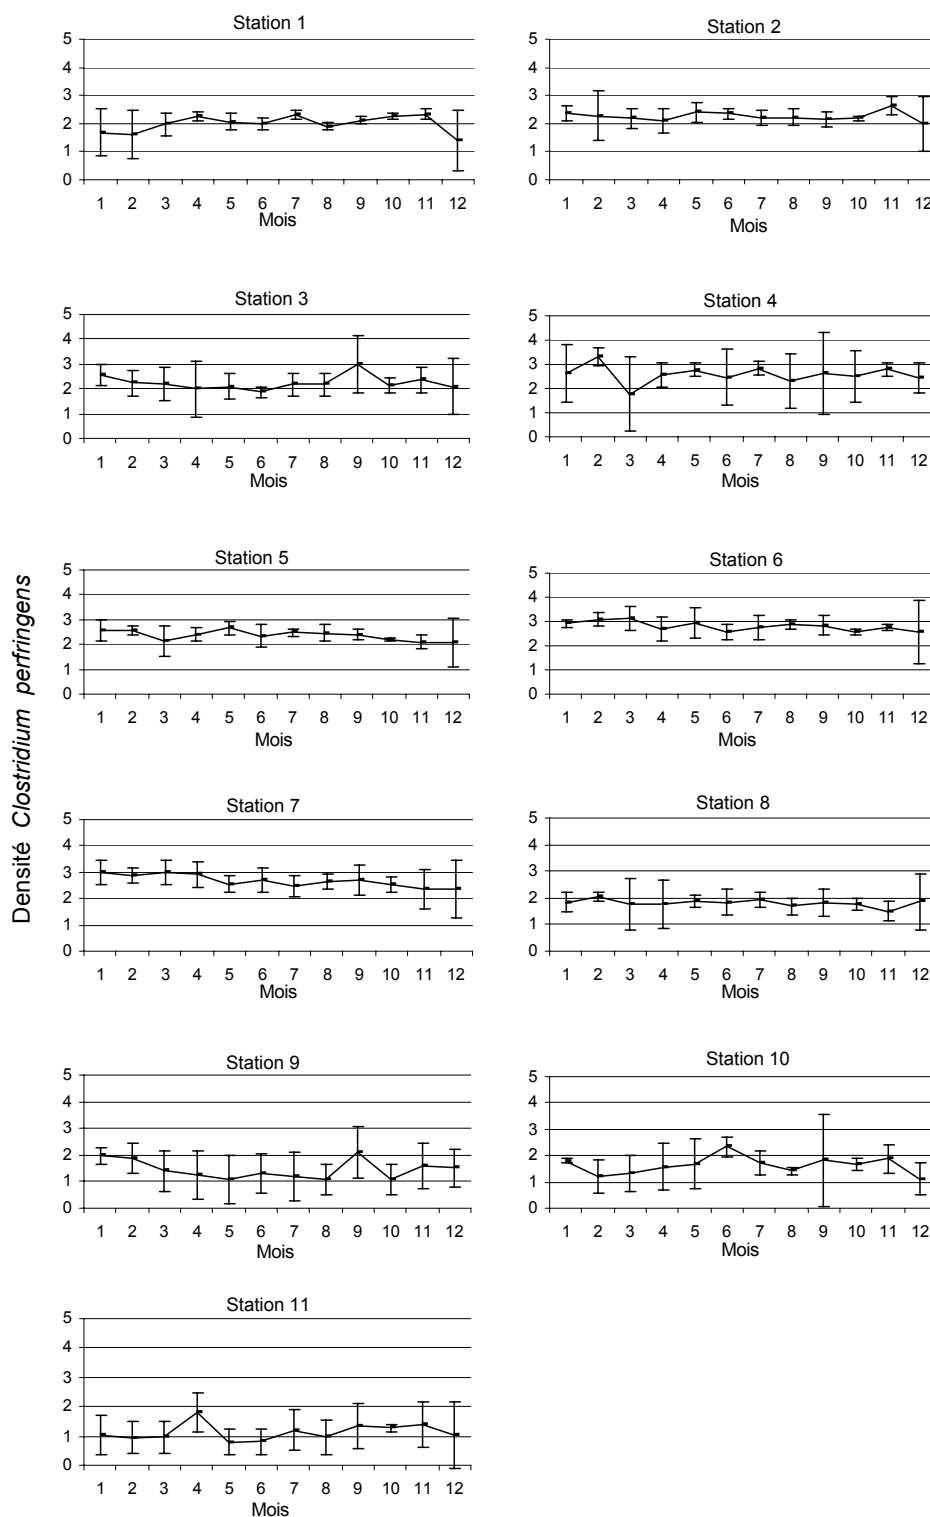 Densité Clostridium perfringens
Station 1
5
4
3
2
1
0
1 2 3 4 5 6 7 8 9 10 11 12
Mois
Station 2
5
4
3
2
1
0
1 2 3 4 5 6 7 8 9 10 11 12
Mois
Station 3
5
4
3
2
1
0
1 2 3 4 5 6 7 8 9 10 11 12
Mois
Station 4
5
4
3
2
1
0
1 2 3 4 5 6 7 8 9 10 11 12
Mois
Station 5
5
4
3
2
1
0
1 2 3 4 5 6 7 8 9 10 11 12
Mois
Station 6
5
4
3
2
1
0
1 2 3 4 5 6 7 8 9 10 11 12
Mois
Station 7
5
4
3
2
1
0
1 2 3 4 5 6 7 8 9 10 11 12
Mois
Station 8
5
4
3
2
1
0
1 2 3 4 5 6 7 8 9 10 11 12
Mois
Station 9
5
4
3
2
1
0
1 2 3 4 5 6 7 8 9 10 11 12
Mois
Station 10
5
4
3
2
1
0
1 2 3 4 5 6 7 8 9 10 11 12
Mois
Station 11
5
4
3
2
1
0
1 2 3 4 5 6 7 8 9 10 11 12
Mois